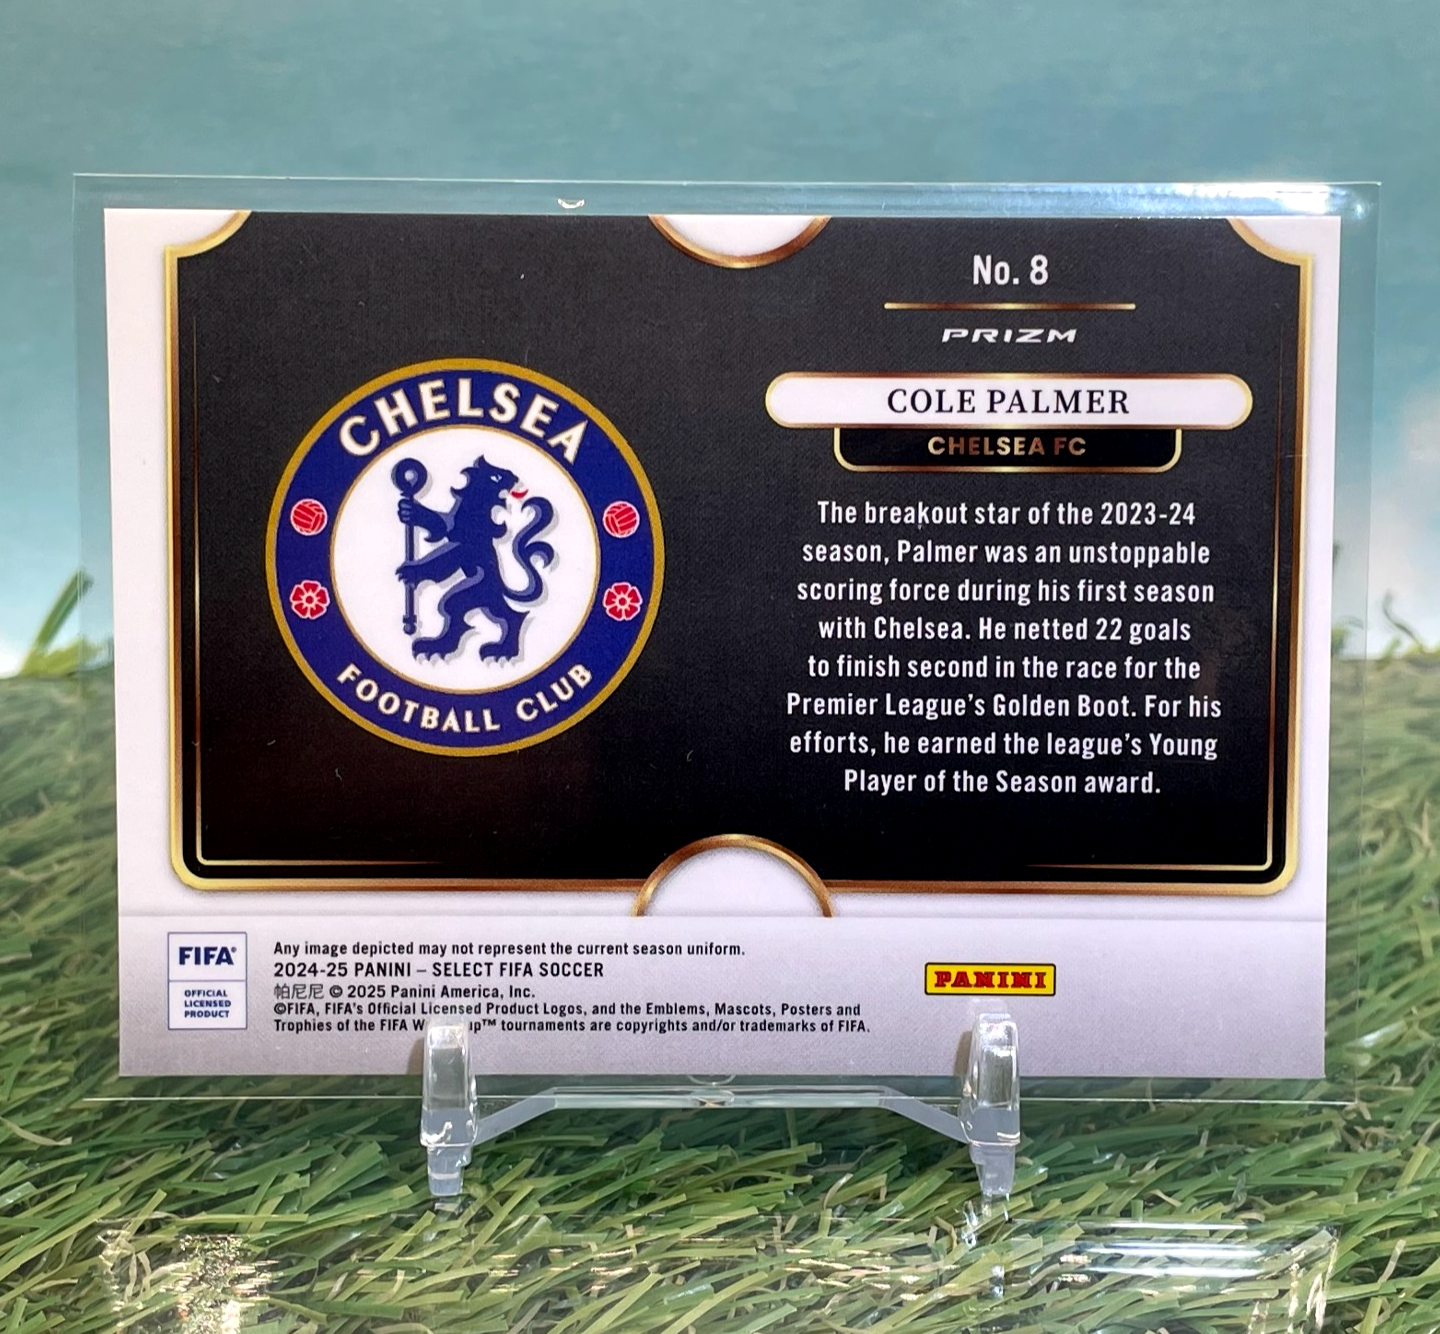 No. 8
PRIZM
COLE PALMER
CHELSEA FC
CHELSEA
FOOTBALL CLUB
The breakout star of the 2023-24
season, Palmer was an unstoppable
scoring force during his first season
with Chelsea. He netted 22 goals
to finish second in the race for the
Premier League's Golden Boot. For his
efforts, he earned the league's Young
Player of the Season award.
FIFA®
OFFICIAL
LICENSED
PRODUCT
Any image depicted may not represent the current season uniform.
2024-25 PANINI – SELECT FIFA SOCCER
帕尼尼 © 2025 Panini America, Inc.
©FIFA, FIFA's Official Licensed Product Logos, and the Emblems, Mascots, Posters and
Trophies of the FIFA tournaments are copyrights and/or trademarks of FIFA.
PANINI